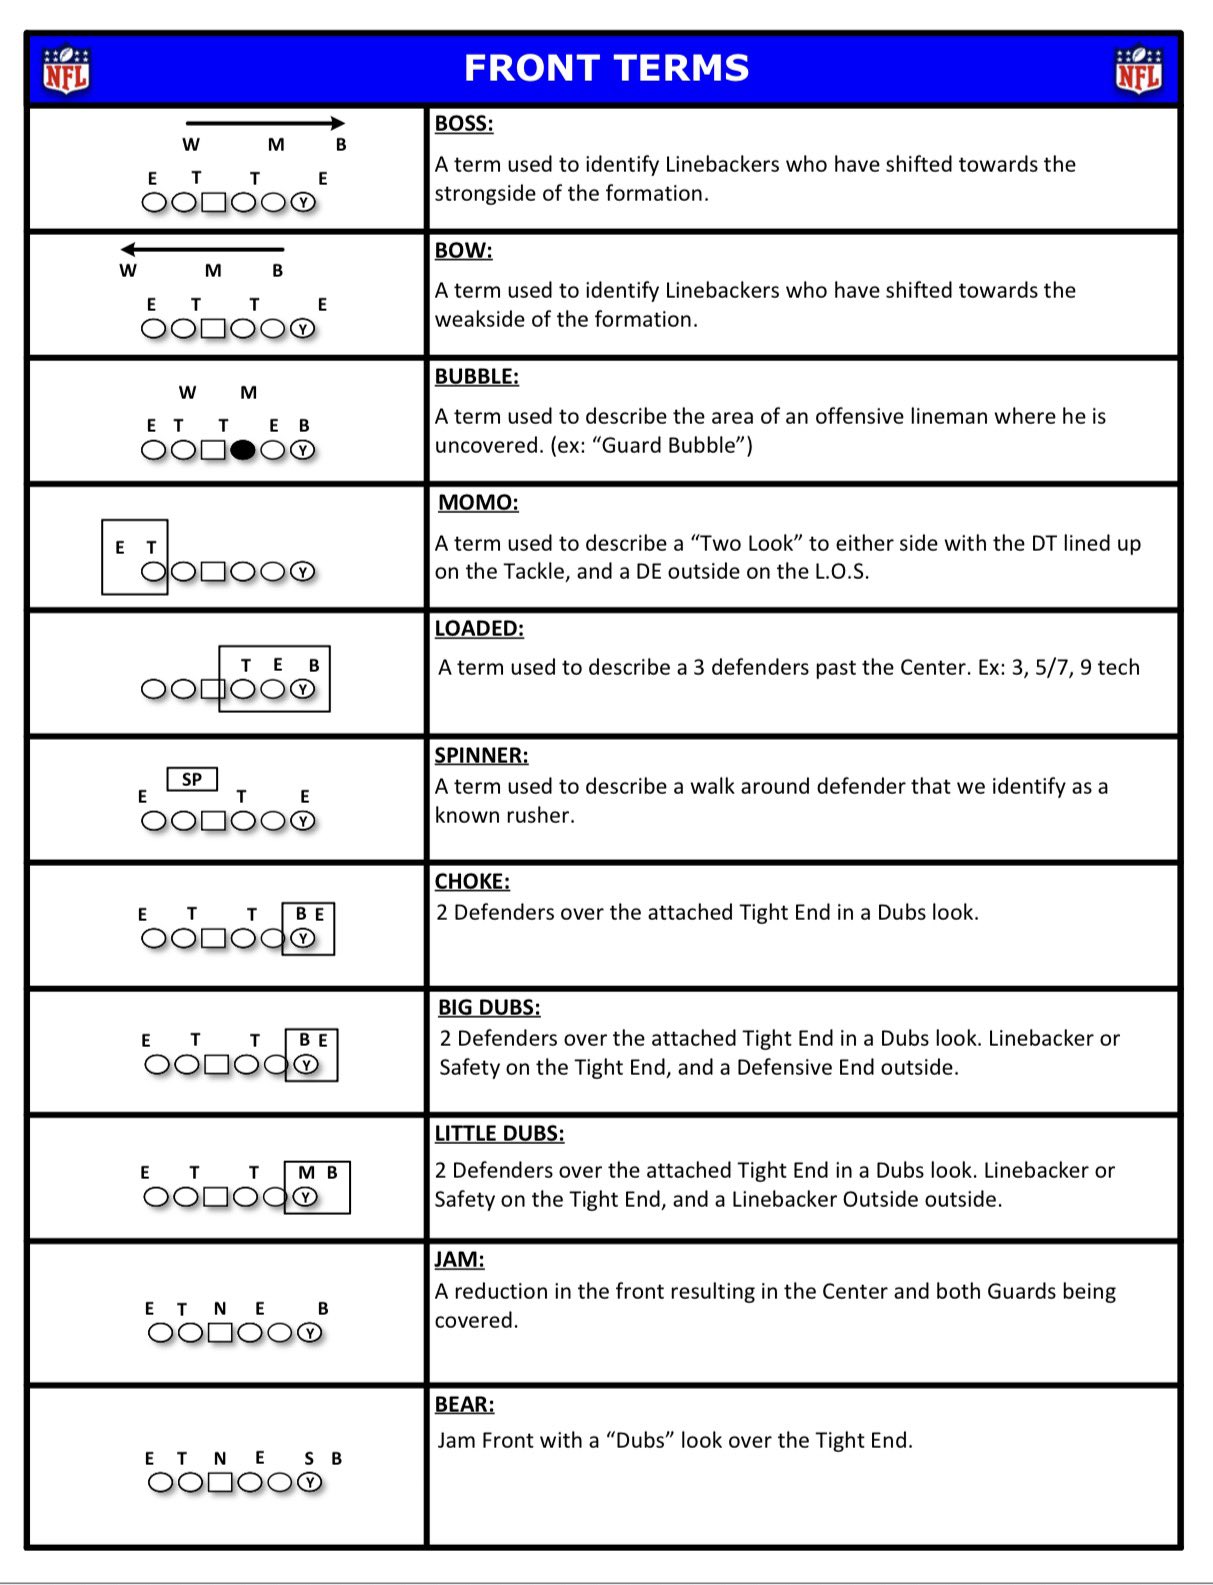 NFL FRONT TERMS NFL
W M B
E T T E
Y
BOSS:
A term used to identify Linebackers who have shifted towards the
strongside of the formation.
W M B
E T T E
Y
BOW:
A term used to identify Linebackers who have shifted towards the
weakside of the formation.
W M
E T T E B
Y
BUBBLE:
A term used to describe the area of an offensive lineman where he is
uncovered. (ex: “Guard Bubble”)
E T
Y
MOMO:
A term used to describe a “Two Look” to either side with the DT lined up
on the Tackle, and a DE outside on the L.O.S.
T E B
Y
LOADED:
A term used to describe a 3 defenders past the Center. Ex: 3, 5/7, 9 tech
SP
E T E
Y
SPINNER:
A term used to describe a walk around defender that we identify as a
known rusher.
E T T B E
Y
CHOKE:
2 Defenders over the attached Tight End in a Dubs look.
E T T B E
Y
BIG DUBS:
2 Defenders over the attached Tight End in a Dubs look. Linebacker or
Safety on the Tight End, and a Defensive End outside.
E T T M B
Y
LITTLE DUBS:
2 Defenders over the attached Tight End in a Dubs look. Linebacker or
Safety on the Tight End, and a Linebacker Outside outside.
E T N E B
Y
JAM:
A reduction in the front resulting in the Center and both Guards being
covered.
E T N E S B
Y
BEAR:
Jam Front with a “Dubs” look over the Tight End.